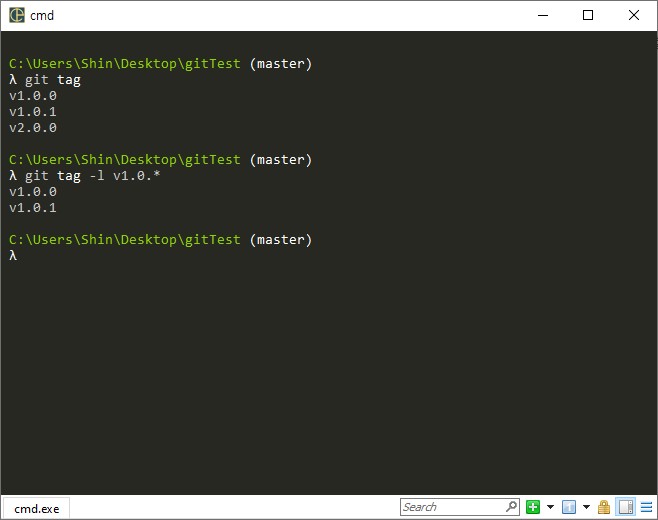 cmd
C:\Users\Shin\Desktop\gitTest (master)
λ git tag
v1.0.0
v1.0.1
v2.0.0
C:\Users\Shin\Desktop\gitTest (master)
λ git tag -l v1.0.*
v1.0.0
v1.0.1
C:\Users\Shin\Desktop\gitTest (master)
λ
cmd.exe
Search